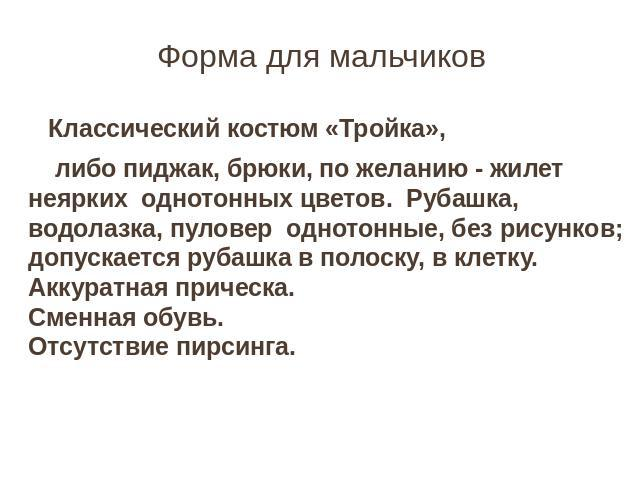 Форма для мальчиков
Классический костюм «Тройка»,
либо пиджак, брюки, по желанию - жилет
неярких однотонных цветов. Рубашка,
водолазка, пуловер однотонные, без рисунков;
допускается рубашка в полоску, в клетку.
Аккуратная прическа.
Сменная обувь.
Отсутствие пирсинга.